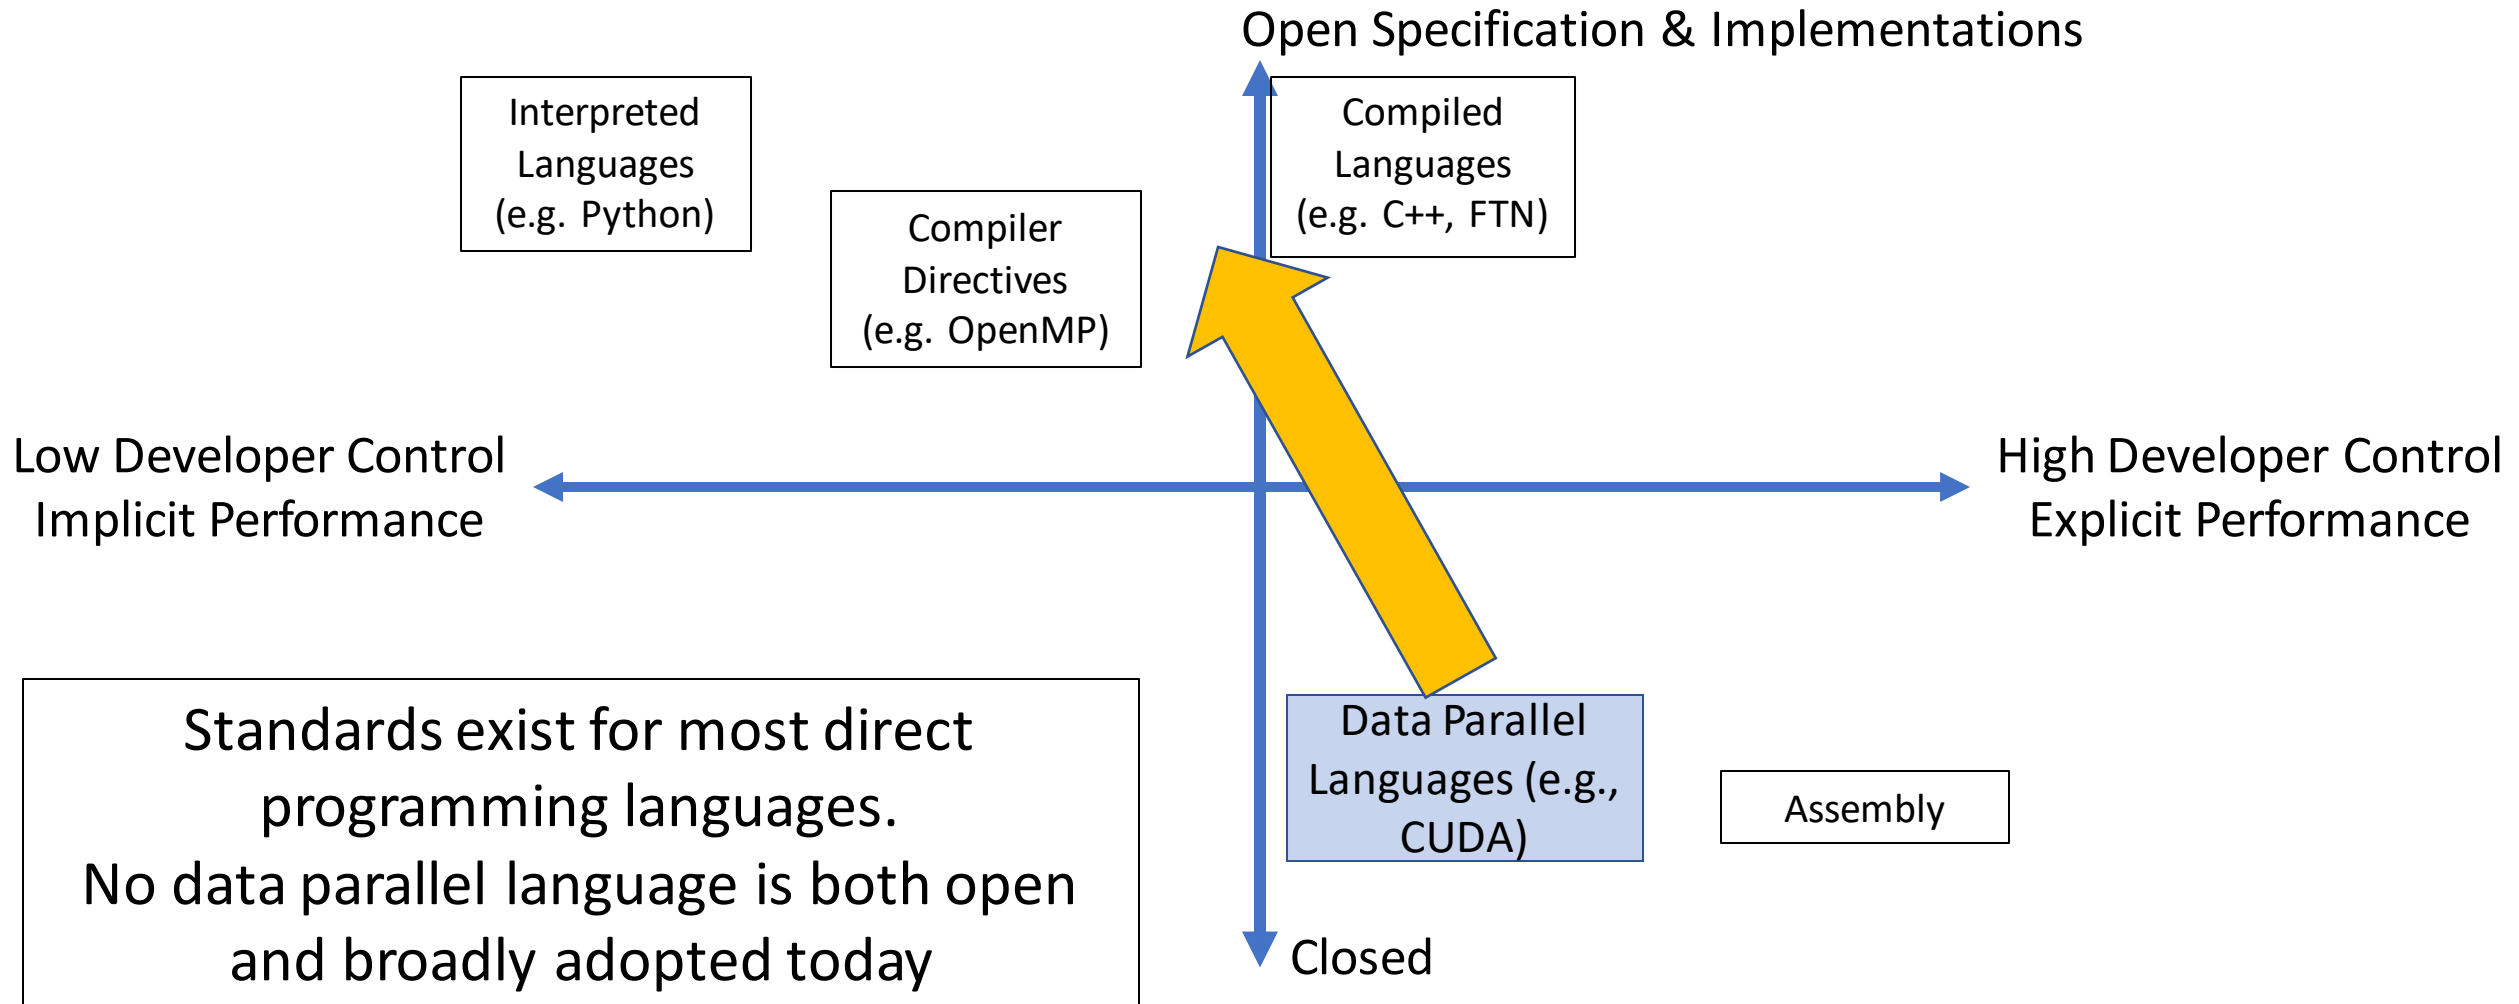 Open Specification & Implementations
Interpreted
Languages
(e.g. Python)
Compiled
Languages
(e.g. C++, FTN)
Compiler
Directives
(e.g. OpenMP)
Low Developer Control
Implicit Performance
High Developer Control
Explicit Performance
Standards exist for most direct
programming languages.
No data parallel language is both open
and broadly adopted today
Data Parallel
Languages (e.g.,
CUDA)
Assembly
Closed